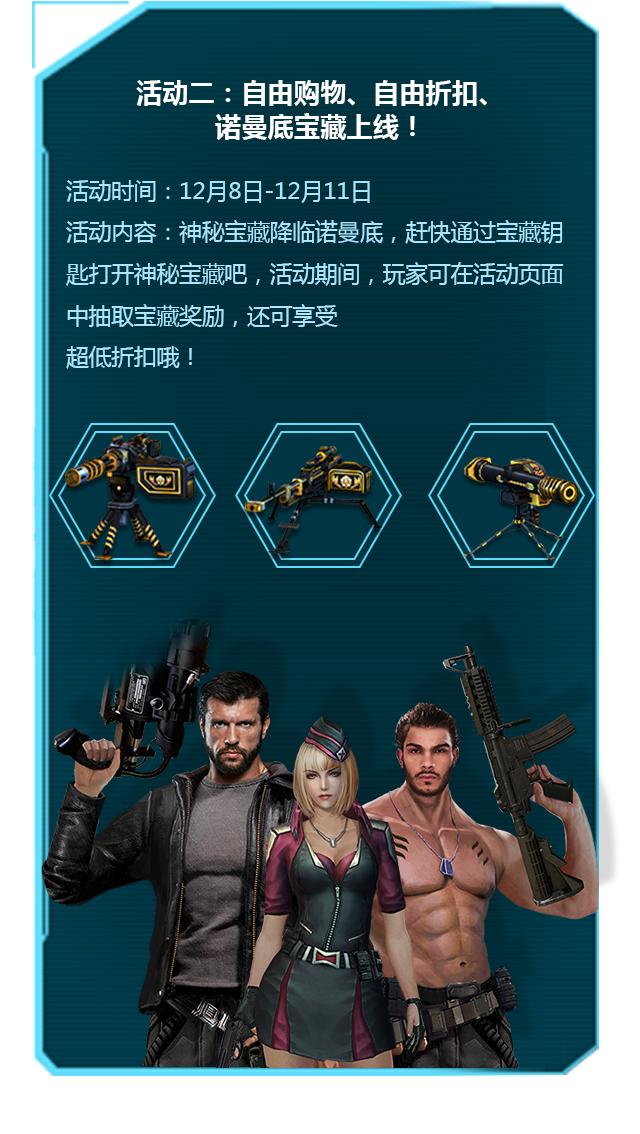 活动二：自由购物、自由折扣、
诺曼底宝藏上线！
活动时间：12月8日-12月11日
活动内容：神秘宝藏降临诺曼底，赶快通过宝藏钥
匙打开神秘宝藏吧，活动期间，玩家可在活动页面
中抽取宝藏奖励，还可享受
超低折扣哦！